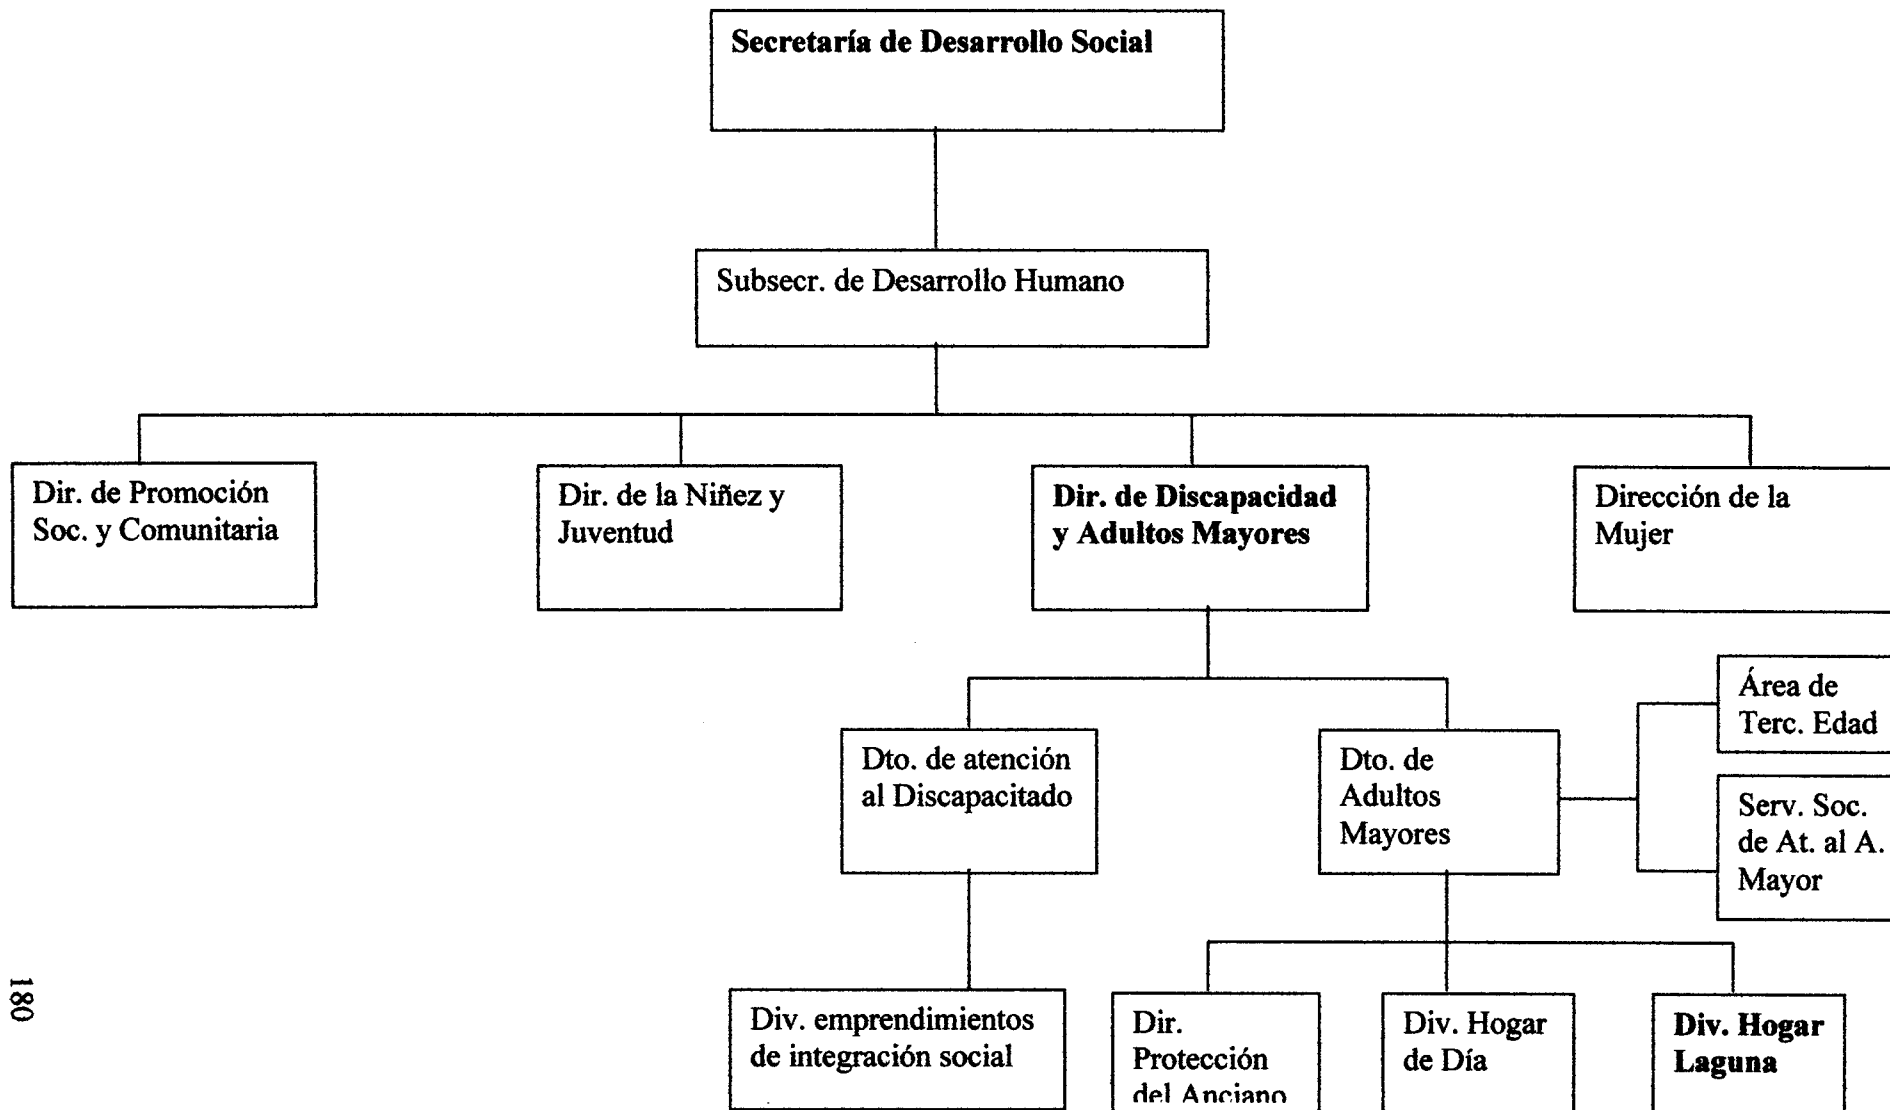 Secretaría de Desarrollo Social
Subsecr. de Desarrollo Humano
Dir. de Promoción
Soc. y Comunitaria
Dir. de la Niñez y
Juventud
Dir. de Discapacidad
y Adultos Mayores
Dirección de la
Mujer
Área de
Terc. Edad
Dto. de atención
al Discapacitado
Dto. de
Adultos
Mayores
Serv. Soc.
de At. al A.
Mayor
Div. emprendimientos
de integración social
Dir.
Protección
del Anciano
Div. Hogar
de Día
Div. Hogar
Laguna
180